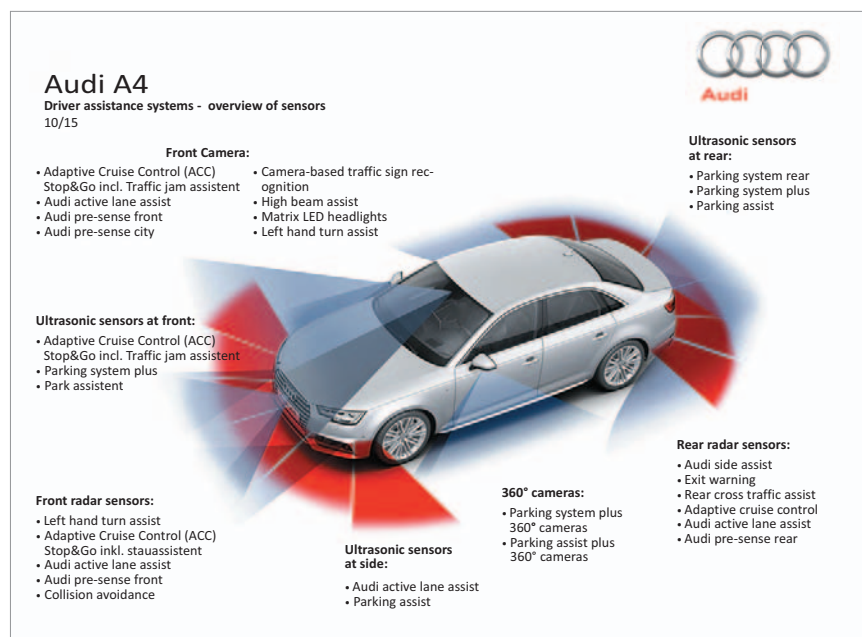 Audi A4
Driver assistance systems - overview of sensors
10/15
Audi
Front Camera:
• Adaptive Cruise Control (ACC)
Stop&Go incl. Traffic jam assistent
• Audi active lane assist
• Audi pre-sense front
• Audi pre-sense city
• Camera-based traffic sign rec-
ognition
• High beam assist
• Matrix LED headlights
• Left hand turn assist
Ultrasonic sensors
at rear:
• Parking system rear
• Parking system plus
• Parking assist
Ultrasonic sensors at front:
• Adaptive Cruise Control (ACC)
Stop&Go incl. Traffic jam assistent
• Parking system plus
• Park assistent
Front radar sensors:
• Left hand turn assist
• Adaptive Cruise Control (ACC)
Stop&Go inkl. stauassistent
• Audi active lane assist
• Audi pre-sense front
• Collision avoidance
Ultrasonic sensors
at side:
• Audi active lane assist
• Parking assist
360° cameras:
• Parking system plus
360° cameras
• Parking assist plus
360° cameras
Rear radar sensors:
• Audi side assist
• Exit warning
• Rear cross traffic assist
• Adaptive cruise control
• Audi active lane assist
• Audi pre-sense rear